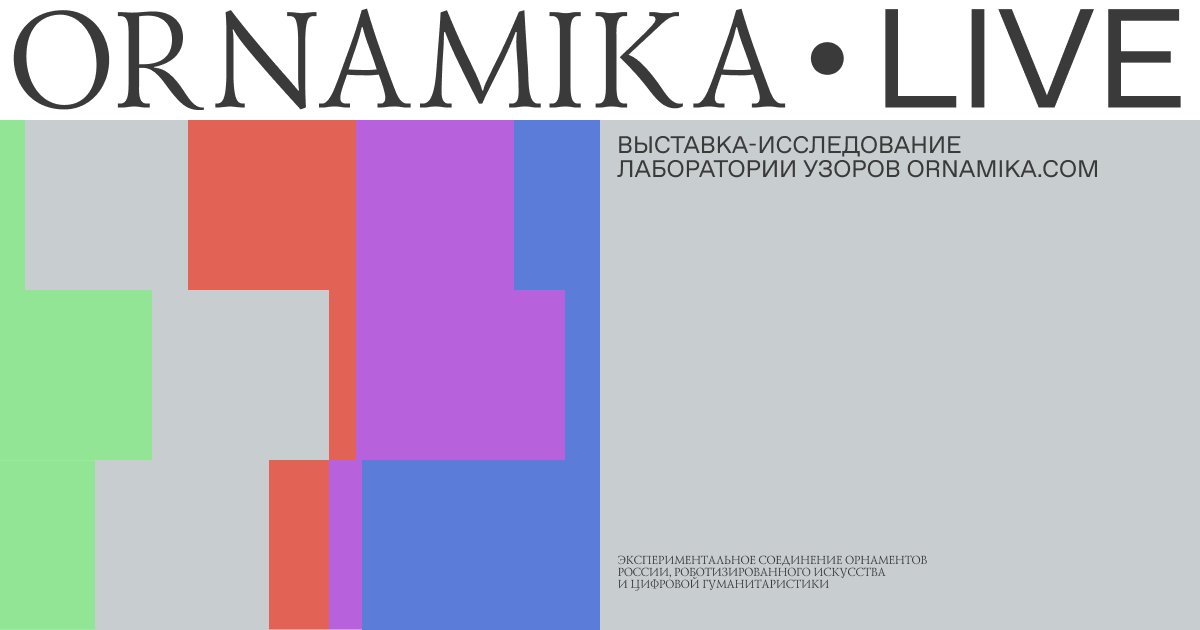 ORNAMIKA • LIVE
ВЫСТАВКА-ИССЛЕДОВАНИЕ
ЛАБОРАТОРИИ УЗОРОВ ORNAMIKA.COM
ЭКСПЕРИМЕНТАЛЬНОЕ СОЕДИНЕНИЕ ОРНАМЕНТОВ
РОССИИ, РОБОТИЗИРОВАННОГО ИСКУССТВА
И ЦИФРОВОЙ ГУМАНИТАРИСТИКИ